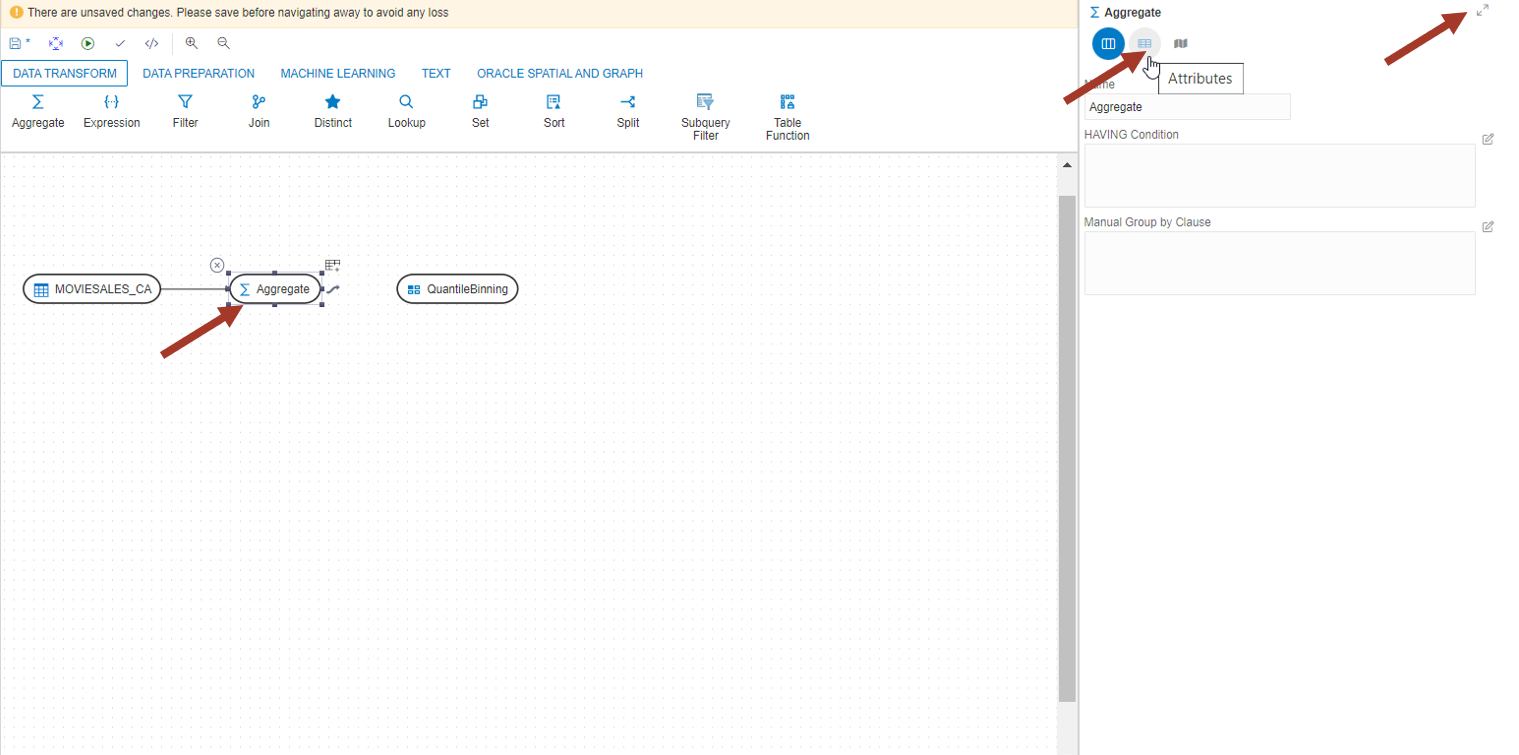 There are unsaved changes. Please save before navigating away to avoid any loss
*
DATA TRANSFORM DATA PREPARATION MACHINE LEARNING TEXT ORACLE SPATIAL AND GRAPH
Aggregate Expression Filter Join Distinct Lookup Set Sort Split Subquery Filter Table Function
MOVIESALES_CA Aggregate QuantileBinning
Aggregate
Attributes
Name
Aggregate
HAVING Condition
Manual Group by Clause